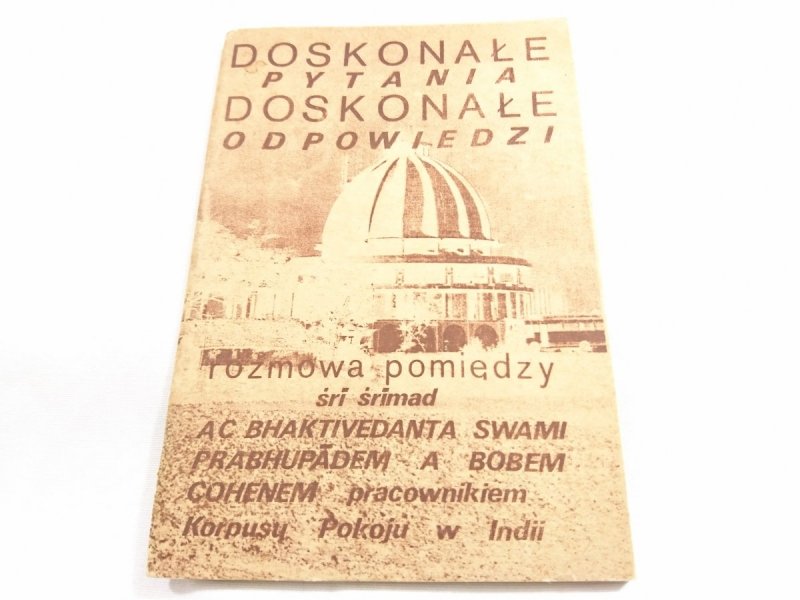 DOSKONAŁE
PYTANIA
DOSKONAŁE
ODPOWIEDZI
rozmowa pomiędzy
śri śrimad
AC BHAKTIVEDANTA SWAMI
PRABHUPĀDEM A BOBEM
COHENEM pracownikiem
Korpusu Pokoju w Indii